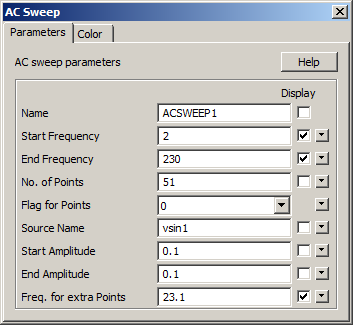 AC Sweep
Parameters Color
AC sweep parameters Help
Display
Name ACSWEEP1
Start Frequency 2
End Frequency 230
No. of Points 51
Flag for Points 0
Source Name vsin1
Start Amplitude 0.1
End Amplitude 0.1
Freq. for extra Points 23.1